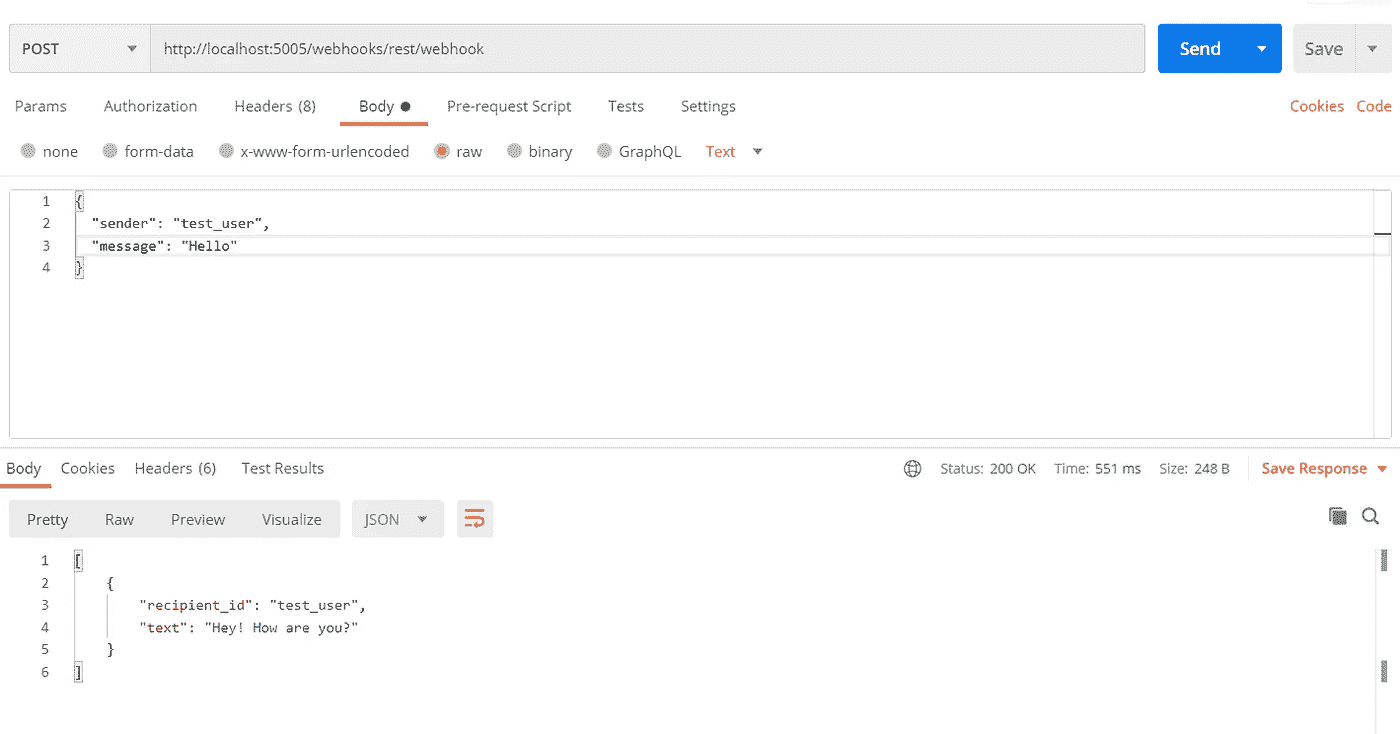 POST http://localhost:5005/webhooks/rest/webhook Send Save
Params Authorization Headers (8) Body Pre-request Script Tests Settings Cookies Code
none form-data x-www-form-urlencoded raw binary GraphQL Text
1 {
2 "sender": "test_user",
3 "message": "Hello"
4 }
Body Cookies Headers (6) Test Results Status: 200 OK Time: 551 ms Size: 248 B Save Response
Pretty Raw Preview Visualize JSON
1 [
2 {
3 "recipient_id": "test_user",
4 "text": "Hey! How are you?"
5 }
6 ]